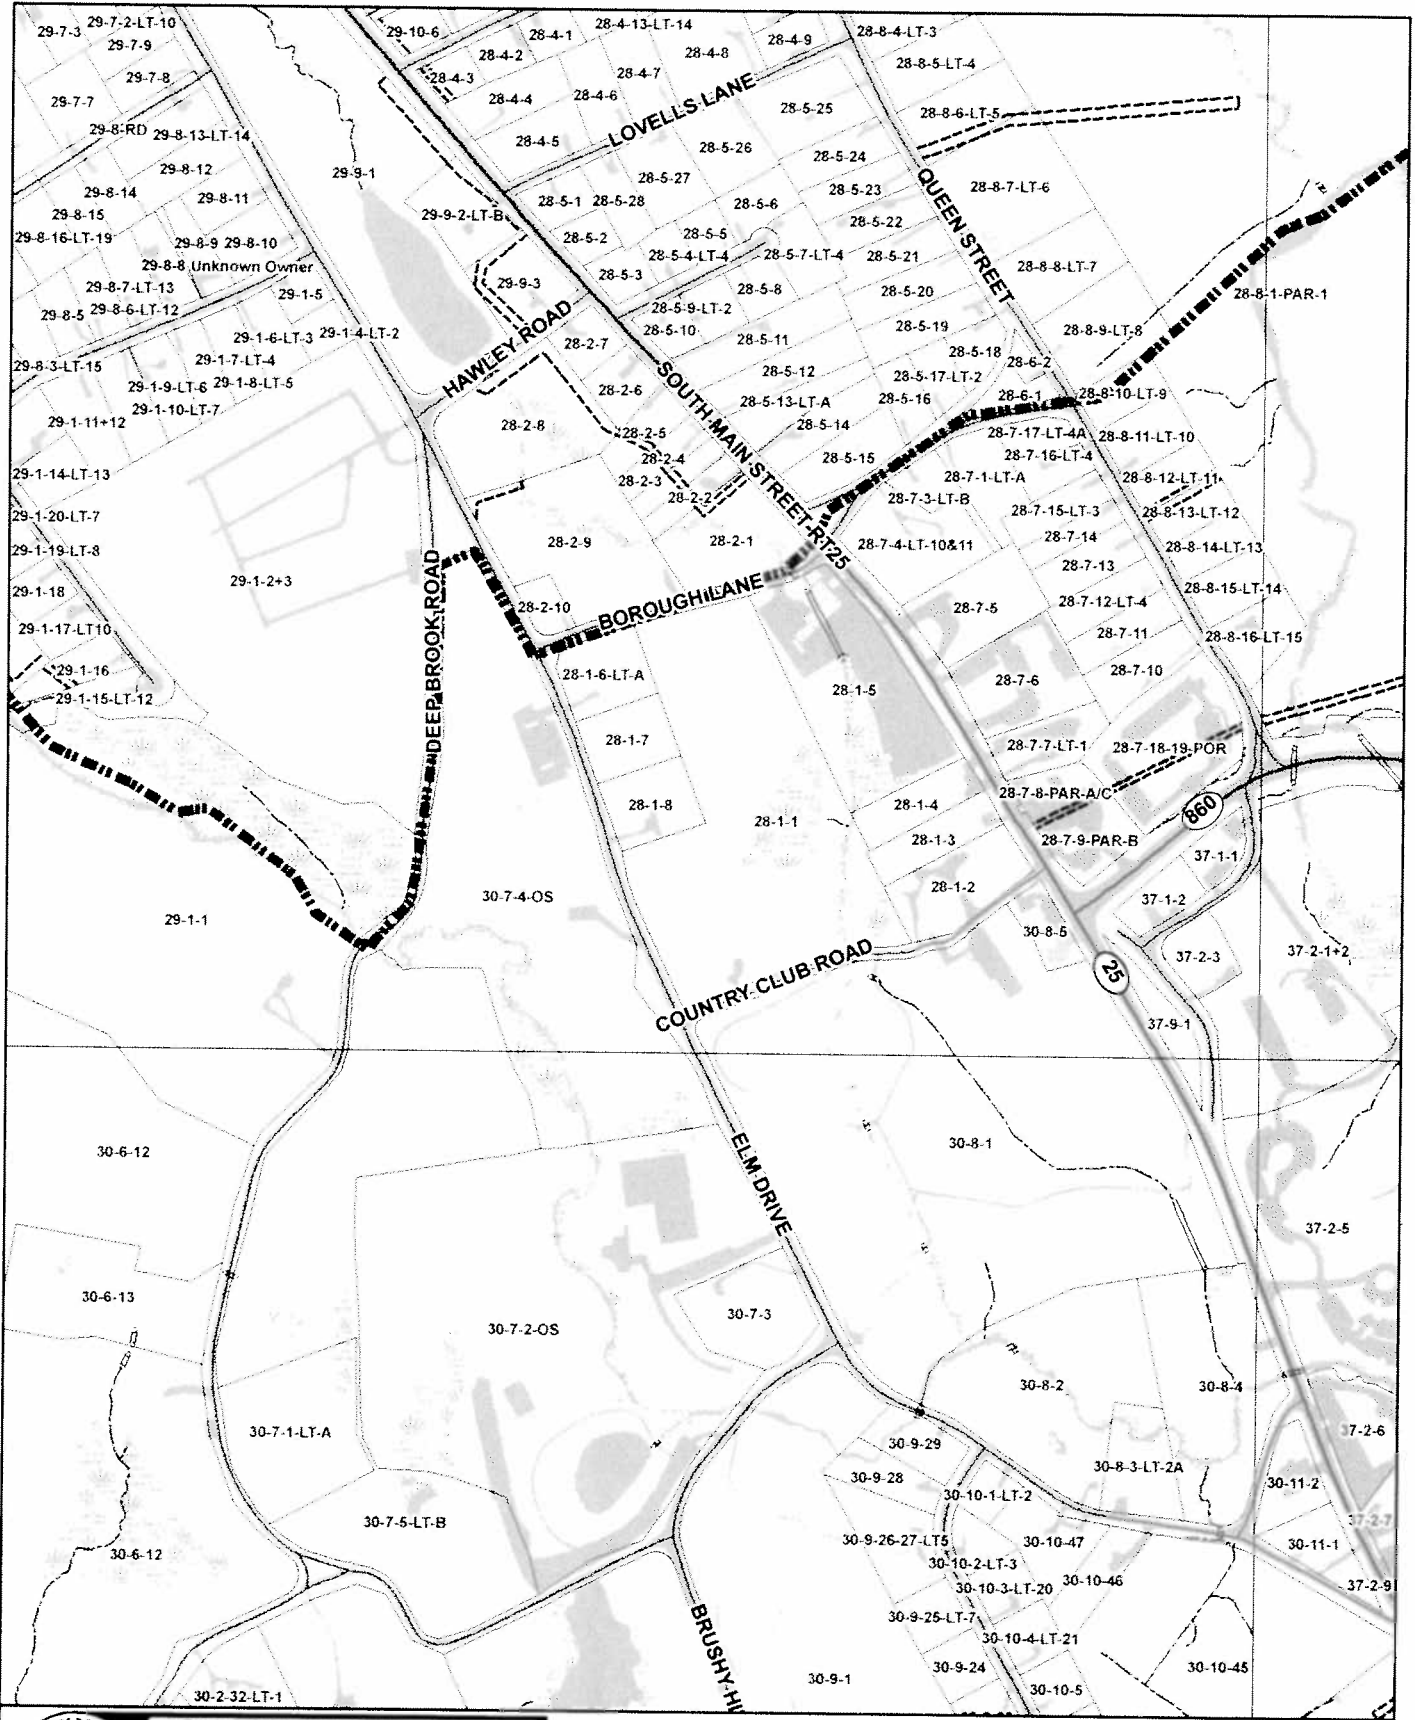 29-7-3
29-7-2-LT-10
29-7-9
29-7-8
29-7-7
29-8-RD
29-8-13-LT-14
29-8-12
29-8-14
29-8-11
29-8-15
29-8-16-LT-19
29-8-9
29-8-10
29-8-8 Unknown Owner
29-8-7-LT-13
29-1-5
29-8-5
29-8-6-LT-12
29-1-6-LT-3
29-1-4-LT-2
29-1-7-LT-4
29-8-3-LT-15
29-1-9-LT-6
29-1-8-LT-5
29-1-10-LT-7
29-1-11+12
29-1-14-LT-13
29-1-20-LT-7
29-1-19-LT-8
29-1-18
29-1-17-LT10
29-1-16
29-1-15-LT-12
29-1-2+3
29-1-1
29-9-1
29-10-6
28-4-1
28-4-13-LT-14
28-4-2
28-4-8
28-4-9
28-4-3
28-4-7
28-4-4
28-4-6
28-4-5
LOVELLS LANE
28-8-4-LT-3
28-8-5-LT-4
28-5-25
28-8-6-LT-5
28-5-26
28-5-24
28-5-27
28-5-23
28-8-7-LT-6
QUEEN STREET
28-5-1
28-5-28
28-5-6
28-5-22
29-9-2-LT-B
28-5-2
28-5-5
28-5-4-LT-4
28-5-7-LT-4
28-5-21
28-8-8-LT-7
29-9-3
28-5-3
28-5-8
28-5-20
28-8-1-PAR-1
28-5-9-LT-2
28-5-10
28-5-11
28-5-19
28-8-9-LT-8
HAWLEY ROAD
28-2-7
28-5-18
28-6-2
28-5-12
28-5-17-LT-2
28-2-6
28-5-13-LT-A
28-5-16
28-6-1
28-8-10-LT-9
SOUTH MAIN STREET RT25
28-2-8
28-2-5
28-5-14
28-7-17-LT-4A
28-8-11-LT-10
28-2-4
28-5-15
28-7-16-LT-4
28-2-3
28-7-1-LT-A
28-8-12-LT-11
28-2-2
28-7-3-LT-B
28-7-15-LT-3
28-8-13-LT-12
28-2-9
28-2-1
28-7-4-LT-10&11
28-7-14
28-8-14-LT-13
28-7-13
28-2-10
BOROUGH LANE
28-7-5
28-7-12-LT-4
28-8-15-LT-14
28-7-11
28-8-16-LT-15
DEEP BROOK ROAD
28-1-6-LT-A
28-1-5
28-7-6
28-7-10
28-1-7
28-7-7-LT-1
28-7-18-19-POR
28-1-8
28-1-1
28-1-4
28-7-8-PAR-A/C
860
28-1-3
28-7-9-PAR-B
37-1-1
28-1-2
37-1-2
30-7-4-OS
30-8-5
37-2-3
37-2-1+2
COUNTRY CLUB ROAD
25
37-9-1
30-6-12
ELM DRIVE
30-8-1
37-2-5
30-6-13
30-7-2-OS
30-7-3
30-8-2
30-8-4
30-7-1-LT-A
30-9-29
37-2-6
30-9-28
30-8-3-LT-2A
30-11-2
30-10-1-LT-2
30-7-5-LT-B
37-2-7
30-9-26-27-LT5
30-10-47
30-11-1
30-6-12
30-10-2-LT-3
30-10-3-LT-20
30-10-46
37-2-9
30-9-25-LT-7
30-10-4-LT-21
30-9-24
30-10-45
30-9-1
30-10-5
30-2-32-LT-1
BRUSHY